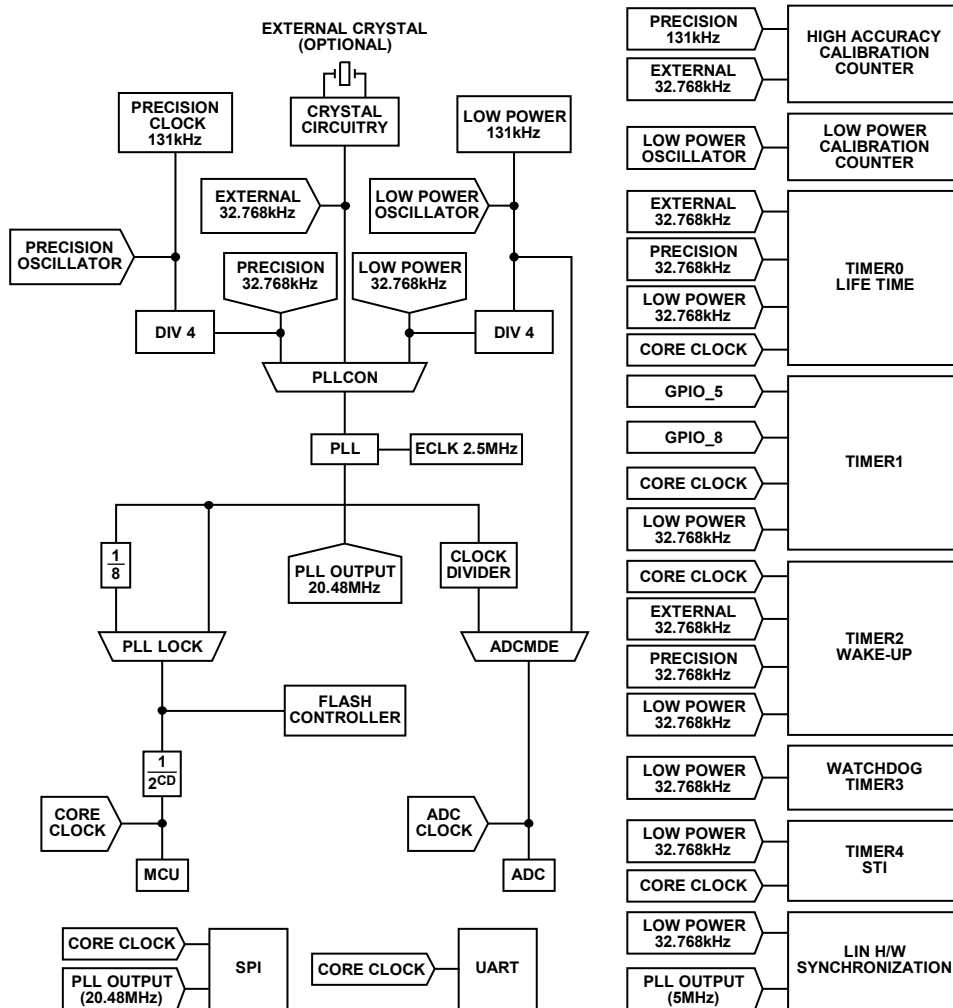 EXTERNAL CRYSTAL
(OPTIONAL)
PRECISION
CLOCK
131kHz
CRYSTAL
CIRCUITRY
LOW POWER
131kHz
EXTERNAL
32.768kHz
LOW POWER
OSCILLATOR
PRECISION
OSCILLATOR
PRECISION
32.768kHz
LOW POWER
32.768kHz
DIV 4
DIV 4
PLLCON
PLL
ECLK 2.5MHz
1
8
PLL OUTPUT
20.48MHz
CLOCK
DIVIDER
PLL LOCK
ADCMDE
FLASH
CONTROLLER
1
2CD
CORE
CLOCK
ADC
CLOCK
MCU
ADC
CORE CLOCK
PLL OUTPUT
(20.48MHz)
SPI
CORE CLOCK
UART
PRECISION
131kHz
EXTERNAL
32.768kHz
HIGH ACCURACY
CALIBRATION
COUNTER
LOW POWER
OSCILLATOR
LOW POWER
CALIBRATION
COUNTER
EXTERNAL
32.768kHz
PRECISION
32.768kHz
LOW POWER
32.768kHz
CORE CLOCK
TIMER0
LIFE TIME
GPIO_5
GPIO_8
CORE CLOCK
LOW POWER
32.768kHz
TIMER1
CORE CLOCK
EXTERNAL
32.768kHz
PRECISION
32.768kHz
LOW POWER
32.768kHz
TIMER2
WAKE-UP
LOW POWER
32.768kHz
WATCHDOG
TIMER3
LOW POWER
32.768kHz
CORE CLOCK
TIMER4
STI
LOW POWER
32.768kHz
PLL OUTPUT
(5MHz)
LIN H/W
SYNCHRONIZATION